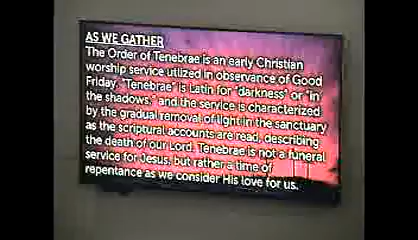 AS WE GATHER
The Order of Tenebrae is an early Christian
worship service utlized in observance of Good
Friday. "Tenebrae" is Latin for "darkness" or "in
the shadows," and the service is characterized
by the gradual removal of light in the sanctuary
as the scriptural accounts are read, describing
the death of our Lord. Tenebrae is not a funeral
service for Jesus, but rather a time of
repentance as we consider His love for us.